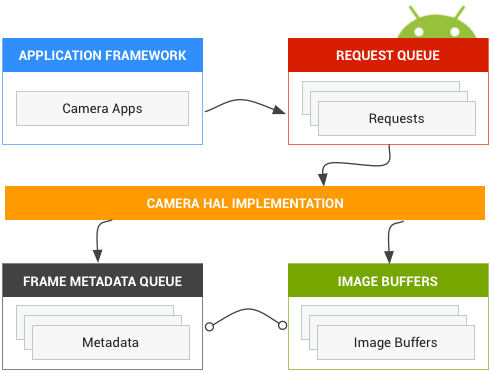 APPLICATION FRAMEWORK
Camera Apps
REQUEST QUEUE
Requests
CAMERA HAL IMPLEMENTATION
FRAME METADATA QUEUE
Metadata
IMAGE BUFFERS
Image Buffers